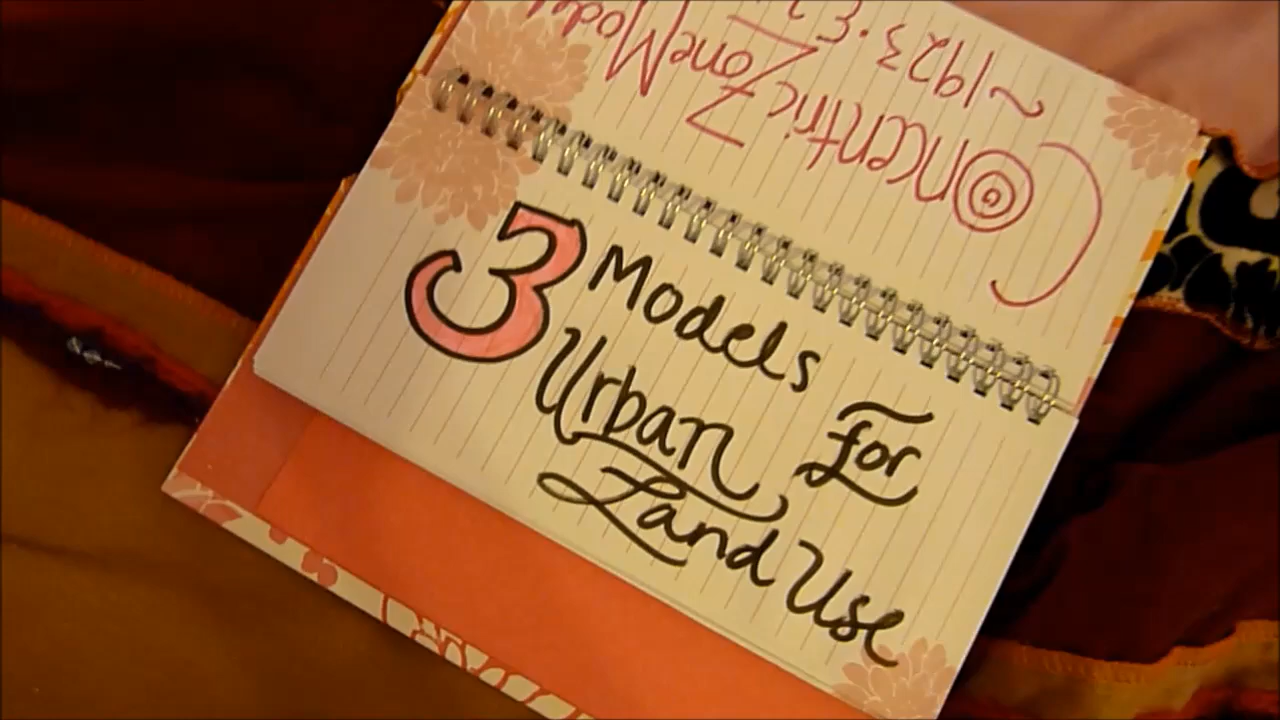 3 Models For
Urban
Land Use
Concentric
Zone Model
~1923.